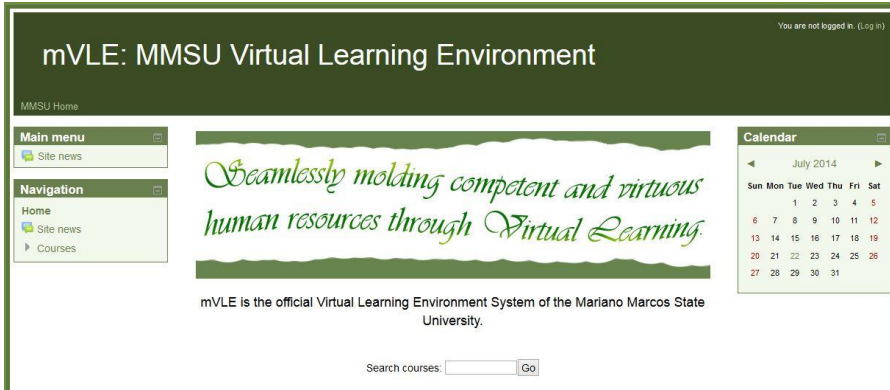 You are not logged in. (Log in)
mVLE: MMSU Virtual Learning Environment
MMSU Home
Main menu
Site news
Navigation
Home
Site news
Courses
Seamlessly molding competent and virtuous
human resources through Virtual Learning.
mVLE is the official Virtual Learning Environment System of the Mariano Marcos State
University.
Search courses: Go
Calendar
◄ July 2014 ►
Sun Mon Tue Wed Thu Fri Sat
1 2 3 4 5
6 7 8 9 10 11 12
13 14 15 16 17 18 19
20 21 22 23 24 25 26
27 28 29 30 31